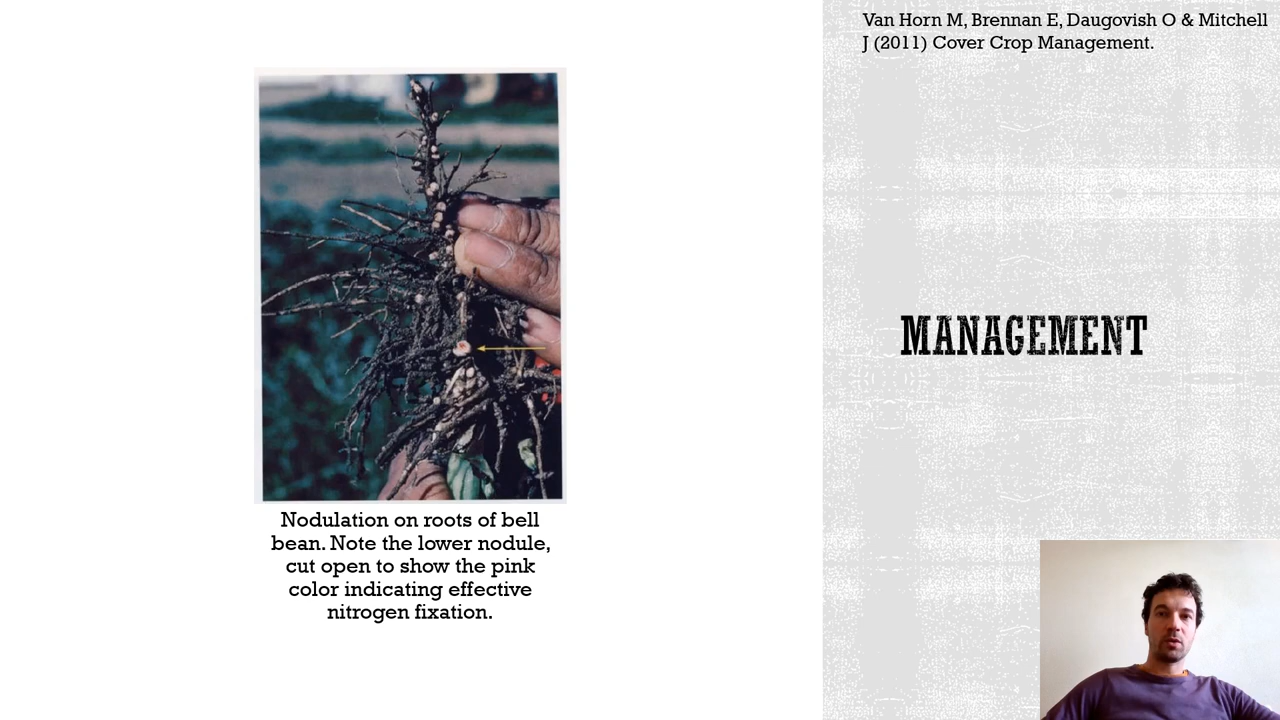 Van Horn M, Brennan E, Daugovish O & Mitchell
J (2011) Cover Crop Management.
MANAGEMENT
Nodulation on roots of bell
bean. Note the lower nodule,
cut open to show the pink
color indicating effective
nitrogen fixation.